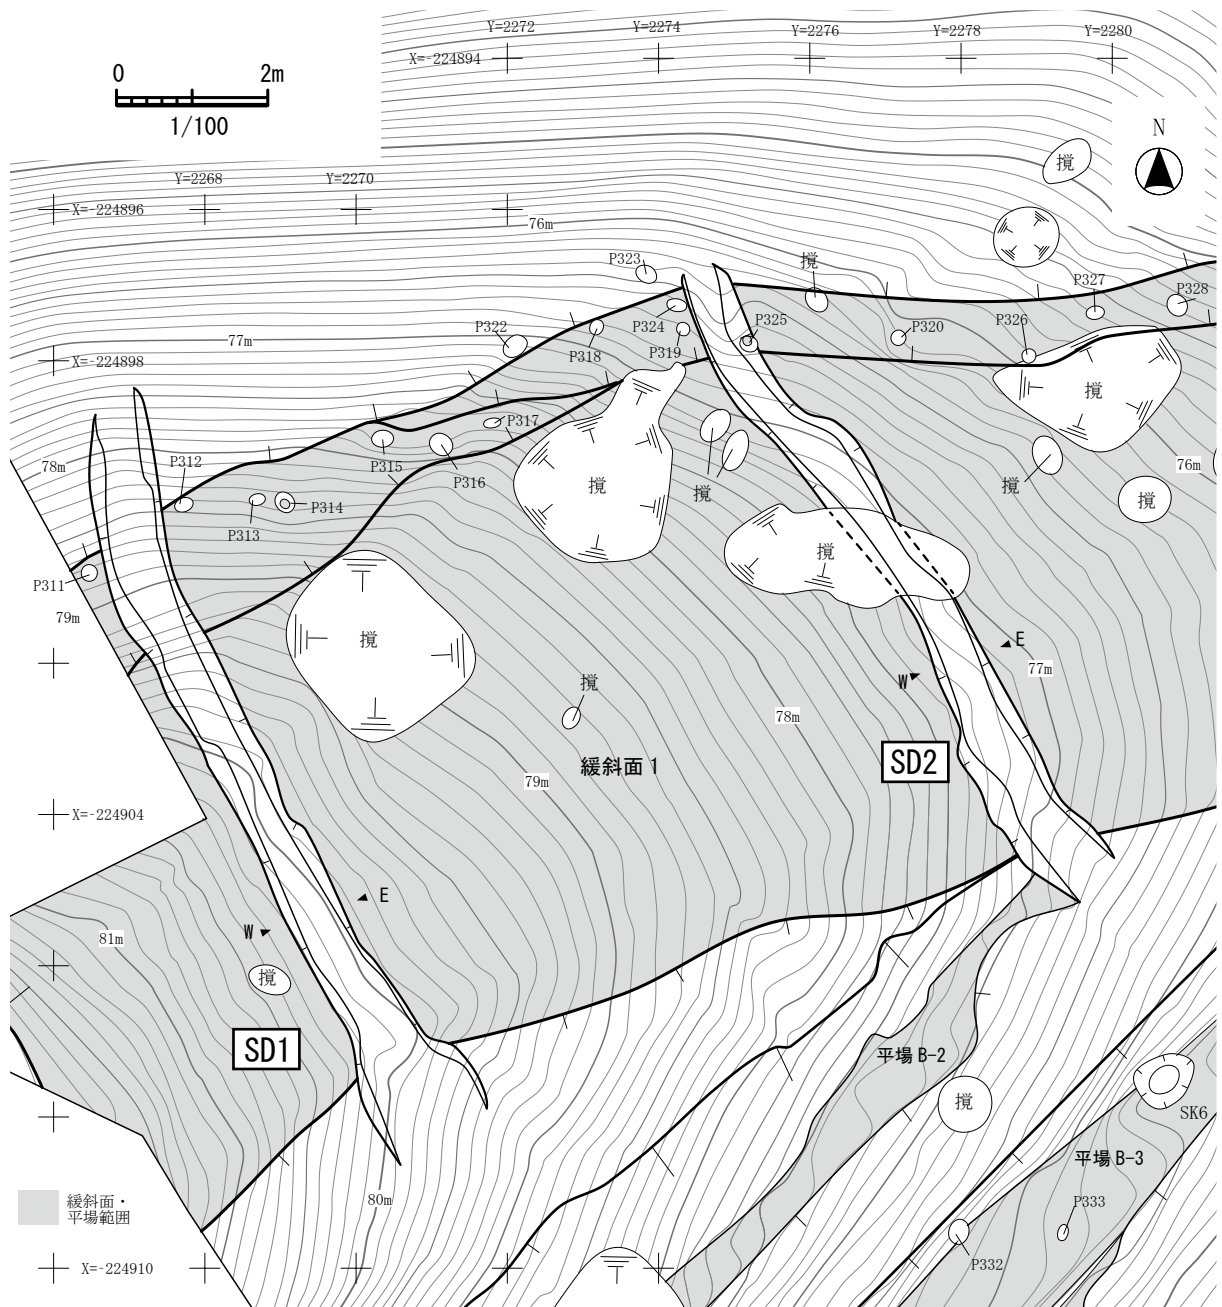 Y=2272
Y=2274
Y=2276
Y=2278
Y=2280
X=-224894
0 2m
1/100
N
撹
Y=2268
Y=2270
X=-224896
76m
P323
撹
P327
P328
P324
P325
P320
P326
P322
P318
P319
77m
X=-224898
撹
P317
78m
P312
P315
P316
撹
撹
撹
76m
撹
P314
P313
撹
P311
79m
撹
E
77m
W
撹
78m
SD2
緩斜面 1
79m
X=-224904
E
W
81m
撹
SD1
平場 B-2
撹
SK6
平場 B-3
80m
P333
緩斜面・
平場範囲
P332
X=-224910